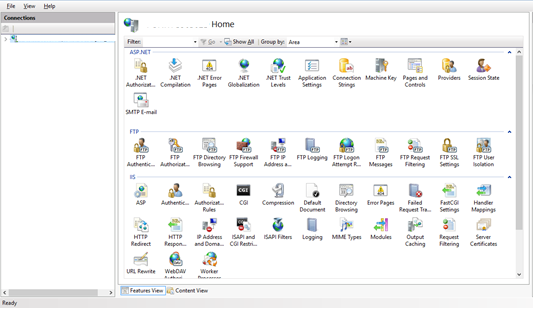 File View Help
Connections
Home
Filter: Go Show All Group by: Area
ASP.NET
.NET Authorizat... .NET Compilation .NET Error Pages .NET Globalization .NET Trust Levels Application Settings Connection Strings Machine Key Pages and Controls Providers Session State
SMTP E-mail
FTP
FTP Authentic... FTP Authorizat... FTP Directory Browsing FTP Firewall Support FTP IP Address a... FTP Logging FTP Logon Attempt R... FTP Messages FTP Request Filtering FTP SSL Settings FTP User Isolation
IIS
ASP Authentic... Authorizat... Rules CGI Compression Default Document Directory Browsing Error Pages Failed Request Tra... FastCGI Settings Handler Mappings
HTTP Redirect HTTP Respon... IP Address and Doma... ISAPI and CGI Restri... ISAPI Filters Logging MIME Types Modules Output Caching Request Filtering Server Certificates
URL Rewrite WebDAV Worker
Features View Content View
Ready